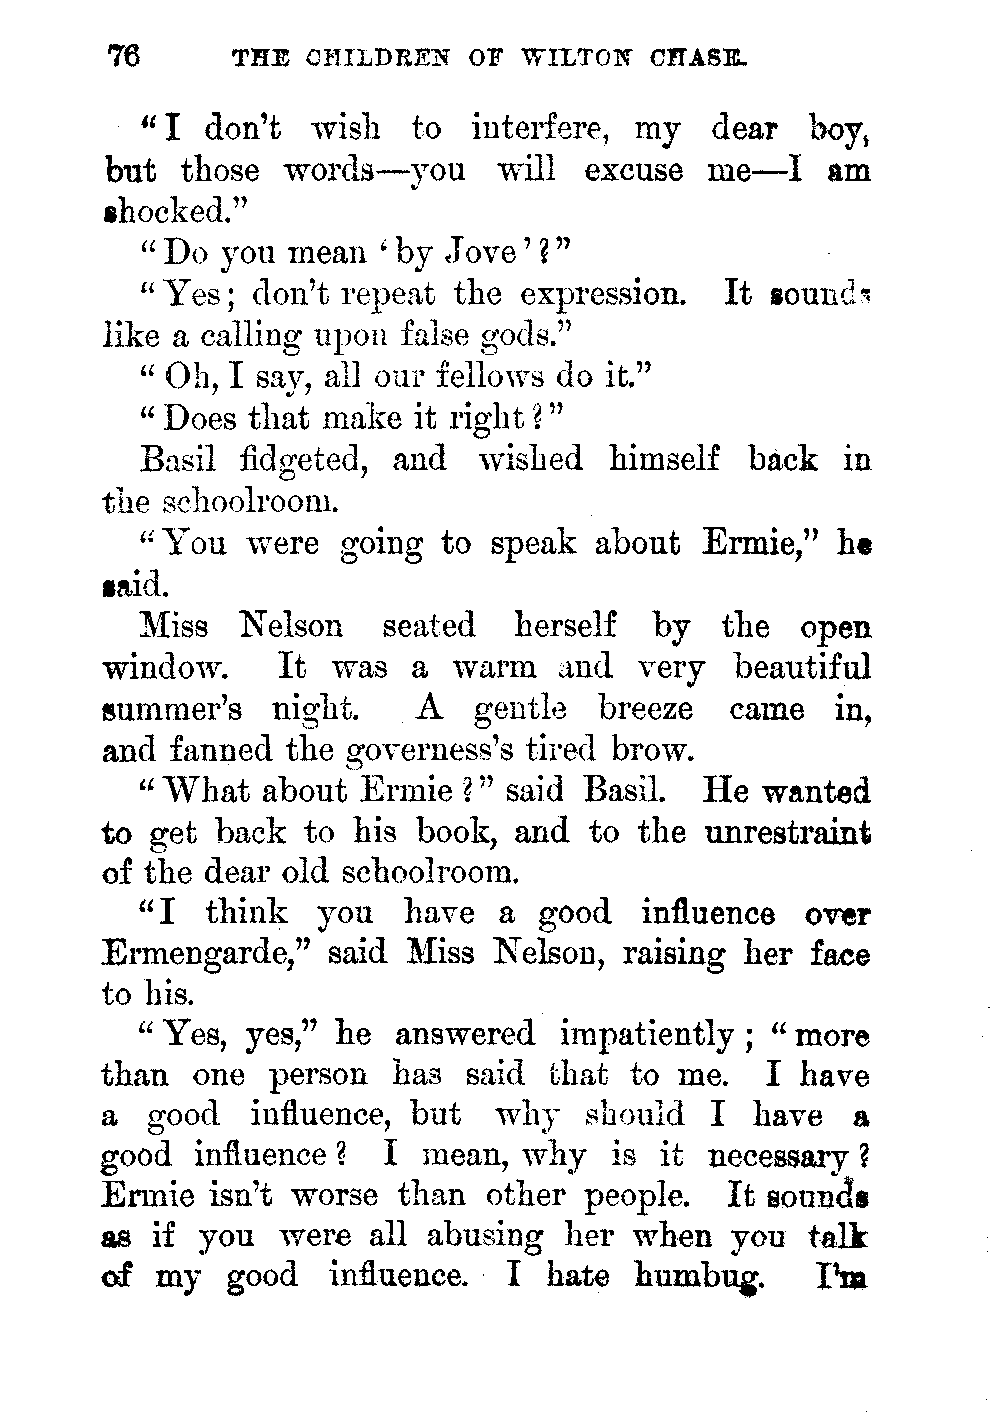 76 THE CHILDREN OF WILTON CHASE.
"I don't wish to interfere, my dear boy,
but those words—you will excuse me—I am
shocked."
"Do you mean 'by Jove'?"
"Yes; don't repeat the expression. It sounds
like a calling upon false gods."
"Oh, I say, all our fellows do it."
"Does that make it right?"
Basil fidgeted, and wished himself back in
the schoolroom.
"You were going to speak about Ermie," he
said.
Miss Nelson seated herself by the open
window. It was a warm and very beautiful
summer's night. A gentle breeze came in,
and fanned the governess's tired brow.
"What about Ermie?" said Basil. He wanted
to get back to his book, and to the unrestraint
of the dear old schoolroom.
"I think you have a good influence over
Ermengarde," said Miss Nelson, raising her face
to his.
"Yes, yes," he answered impatiently; "more
than one person has said that to me. I have
a good influence, but why should I have a
good influence? I mean, why is it necessary?
Ermie isn't worse than other people. It sounds
as if you were all abusing her when you talk
of my good influence. I hate humbug. I'm